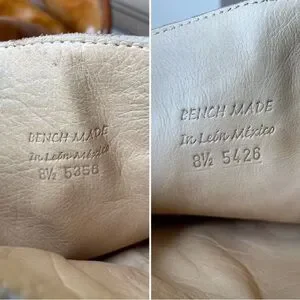 BENCH MADE
In León México
8½ 5356
BENCH MADE
In León México
8½ 5426